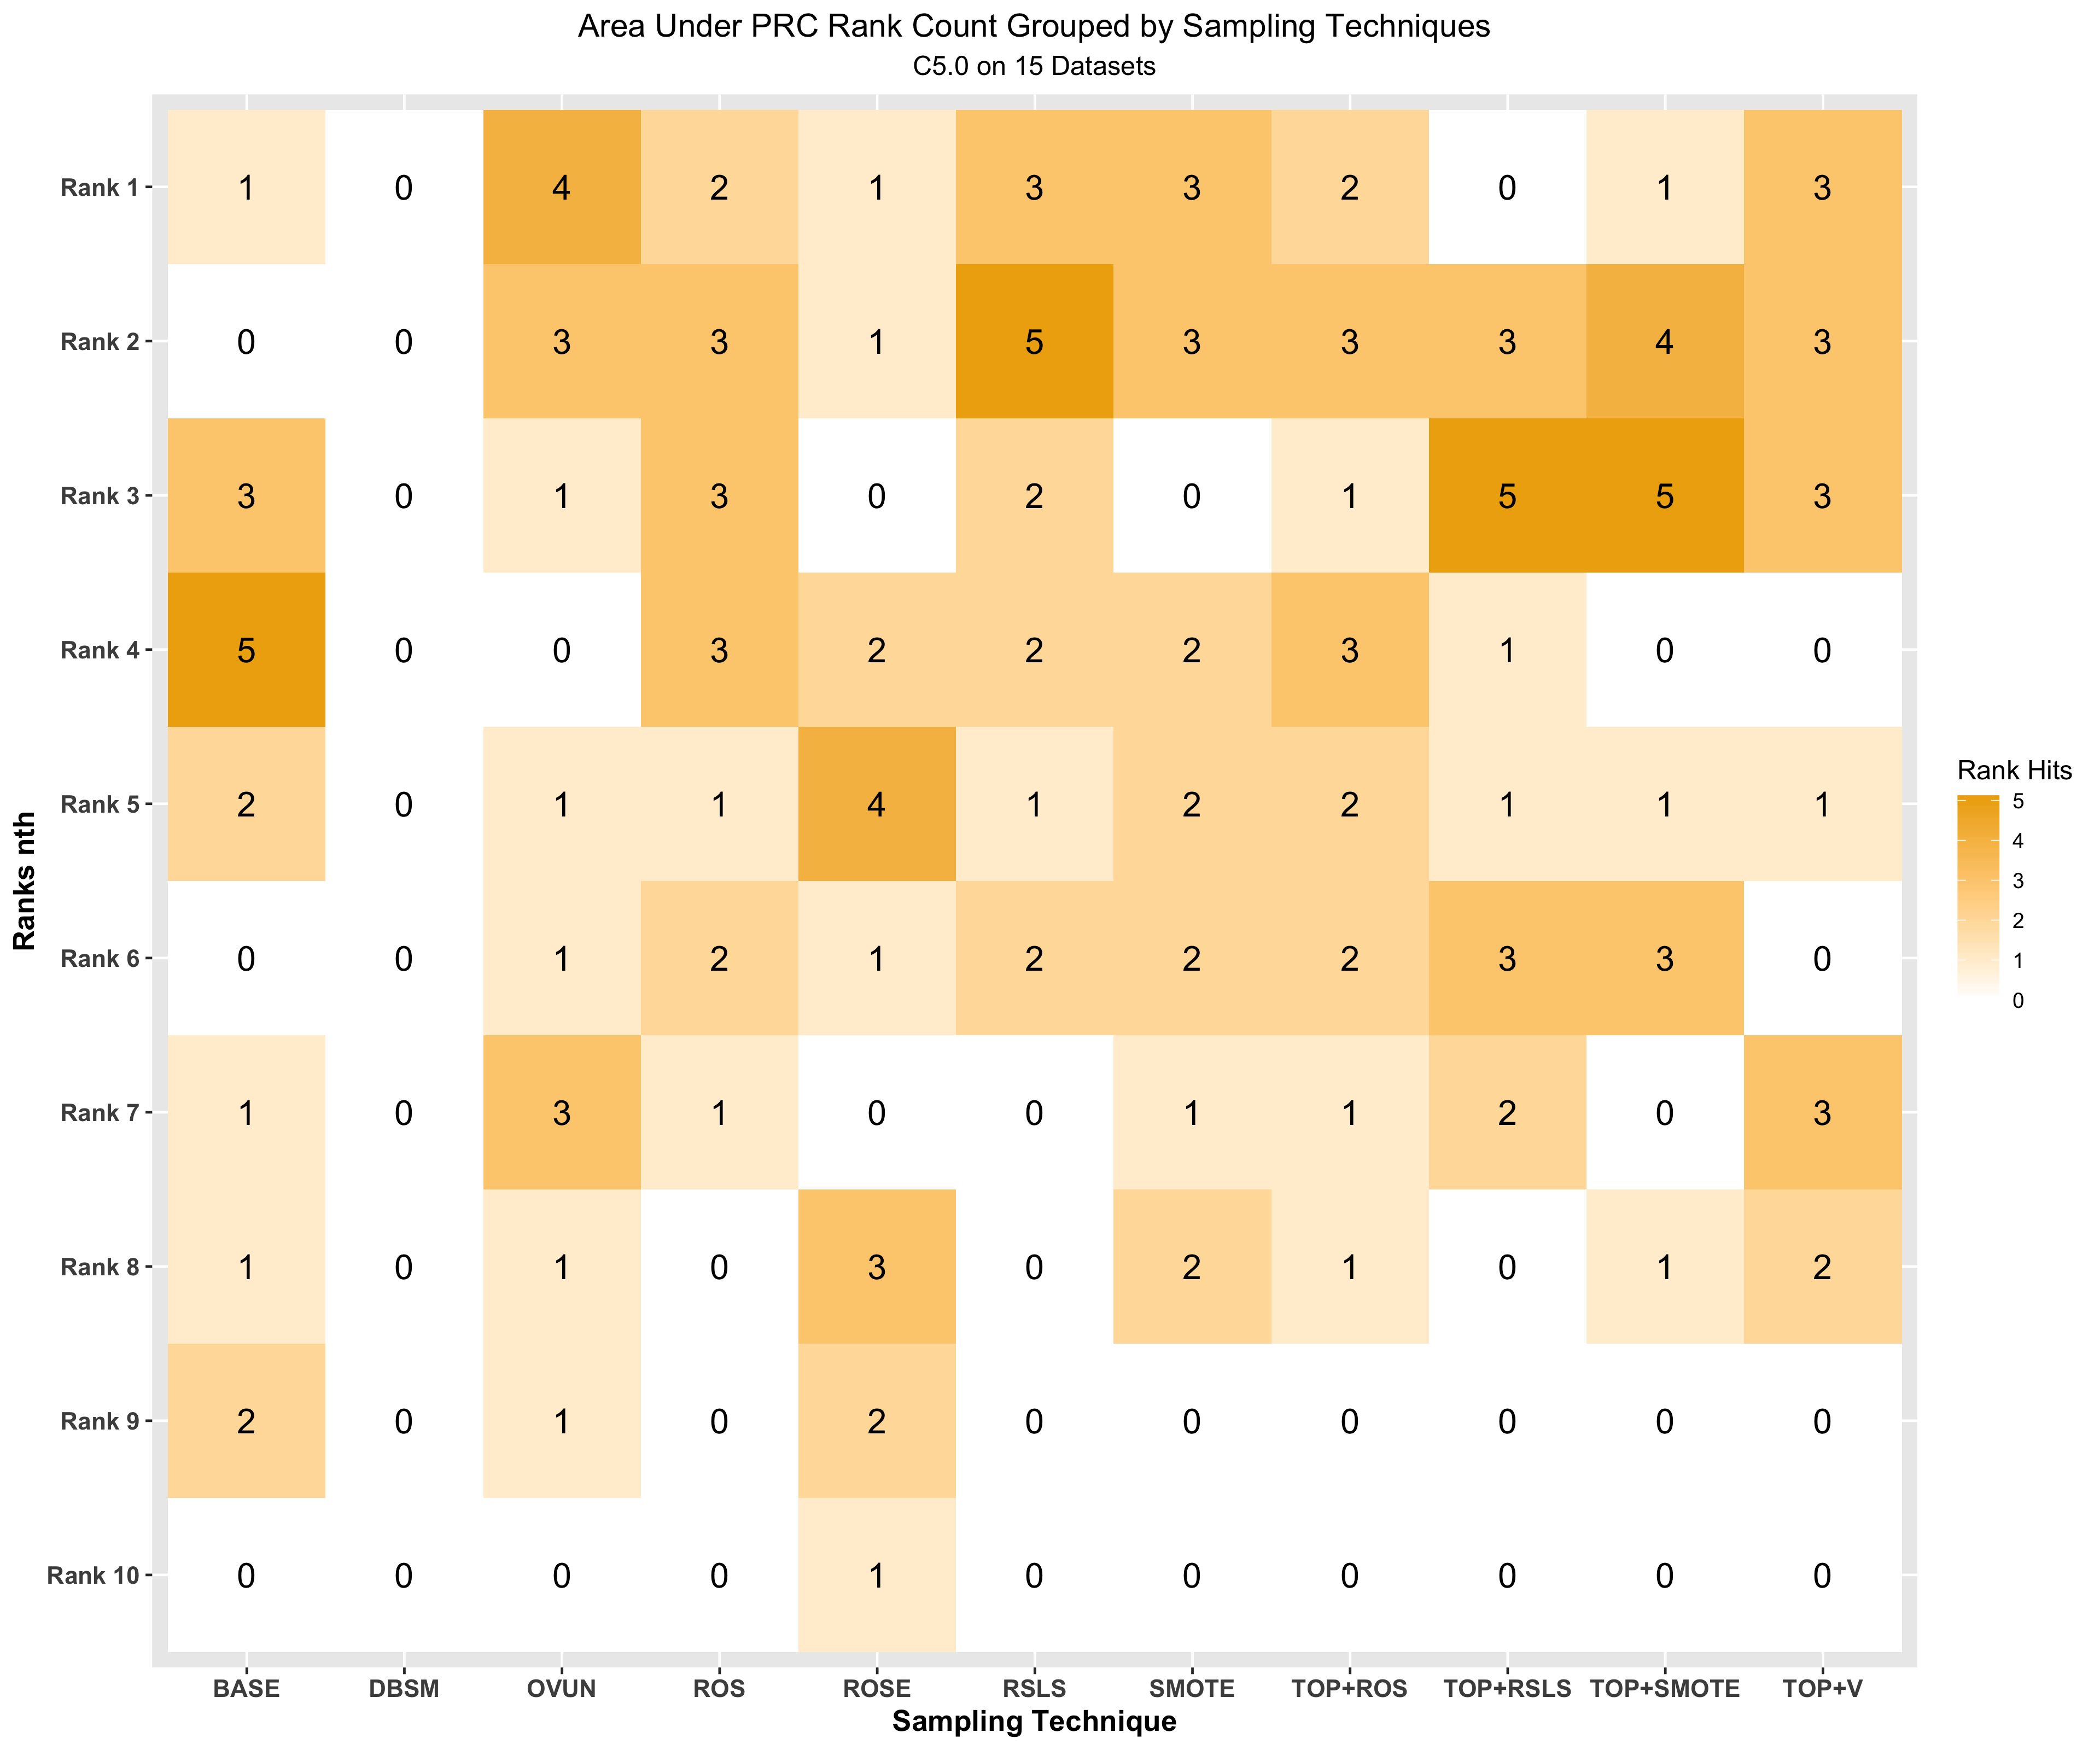 Area Under PRC Rank Count Grouped by Sampling Techniques
C5.0 on 15 Datasets
Rank 1 1 0 4 2 1 3 3 2 0 1 3
Rank 2 0 0 3 3 1 5 3 3 3 4 3
Rank 3 3 0 1 3 0 2 0 1 5 5 3
Rank 4 5 0 0 3 2 2 2 3 1 0 0
Rank 5 2 0 1 1 4 1 2 2 1 1 1
Rank 6 0 0 1 2 1 2 2 2 3 3 0
Rank 7 1 0 3 1 0 0 1 1 2 0 3
Rank 8 1 0 1 0 3 0 2 1 0 1 2
Rank 9 2 0 1 0 2 0 0 0 0 0 0
Rank 10 0 0 0 0 1 0 0 0 0 0 0
BASE DBSM OVUN ROS ROSE RSLS SMOTE TOP+ROS TOP+RSLS TOP+SMOTE TOP+V
Sampling Technique
Ranks nth
Rank Hits
5
4
3
2
1
0